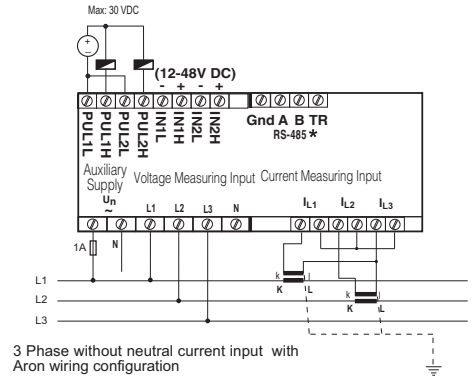 Max: 30 VDC
+
-
(12-48V DC)
- + - +
PUL1L PUL1H PUL2L PUL2H IN1L IN1H IN2L IN2H
Gnd A B TR
RS-485 *
Auxiliary Supply
Voltage Measuring Input
Current Measuring Input
Un
~
L1 L2 L3 N
IL1 IL2 IL3
1A
N
L1
k l
K L
L2
k l
K L
L3
3 Phase without neutral current input with
Aron wiring configuration